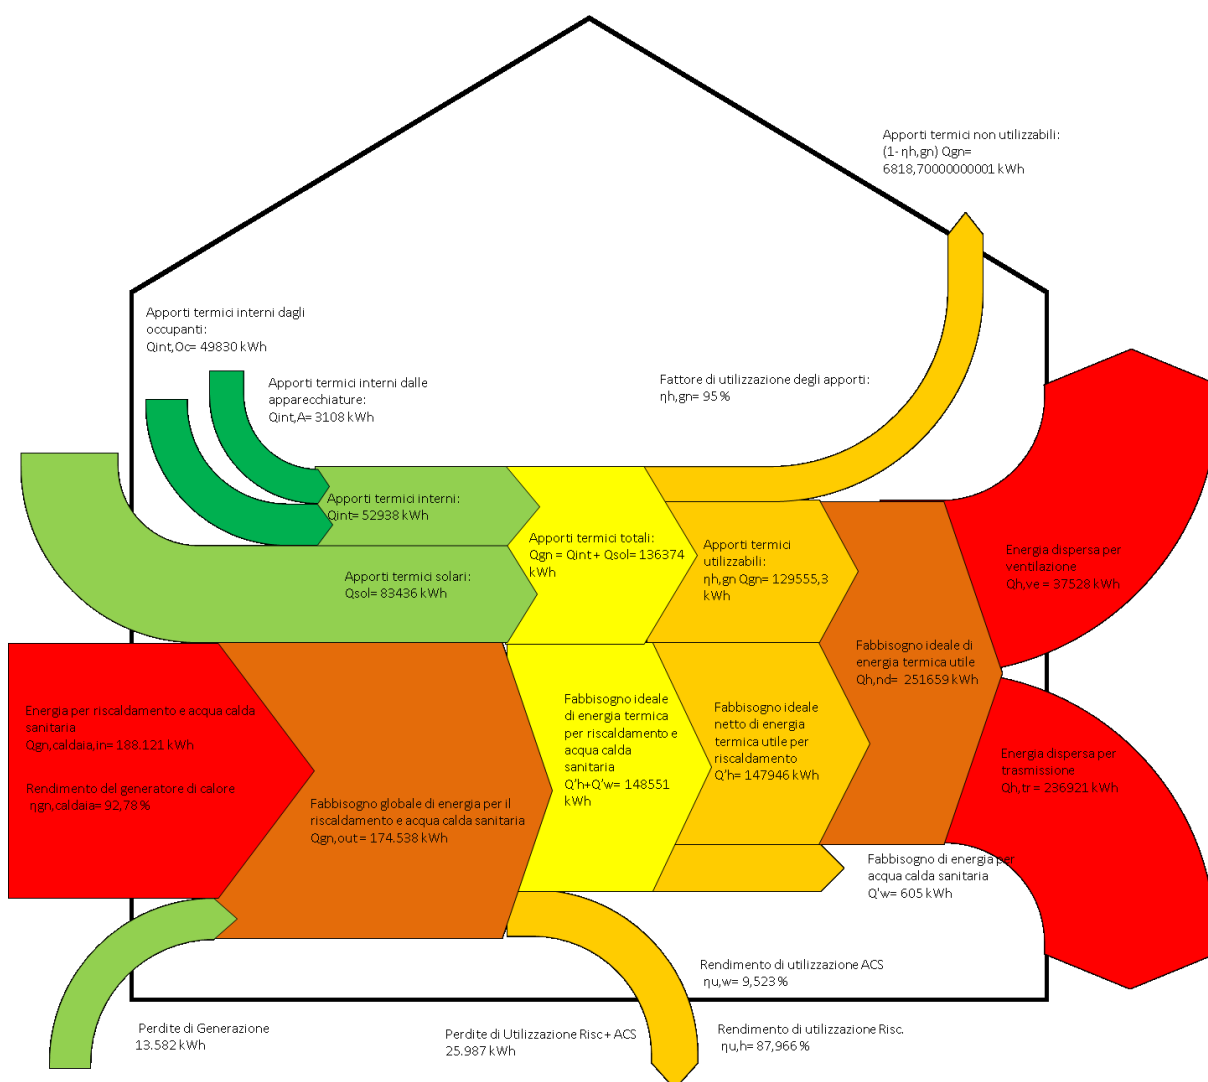 Apporti termici non utilizzabili:
(1- ηh,gn) Qgn=
6818,70000000001 kWh
Apporti termici interni dagli
occupanti:
Qint,Oc= 49830 kWh
Apporti termici interni dalle
apparecchiature:
Qint,A= 3108 kWh
Fattore di utilizzazione degli apporti:
ηh,gn= 95 %
Apporti termici interni:
Qint= 52938 kWh
Apporti termici totali:
Qgn = Qint + Qsol= 136374
kWh
Apporti termici
utilizzabili:
ηh,gn Qgn= 129555,3
kWh
Energia dispersa per
ventilazione
Qh,ve = 37528 kWh
Apporti termici solari:
Qsol= 83436 kWh
Fabbisogno ideale di
energia termica utile
Qh,nd= 251659 kWh
Energia per riscaldamento e acqua calda
sanitaria
Qgn,caldaia,in= 188.121 kWh
Rendimento del generatore di calore
ηgn,caldaia= 92,78 %
Fabbisogno globale di energia per il
riscaldamento e acqua calda sanitaria
Qgn,out = 174.538 kWh
Fabbisogno ideale
di energia termica
per riscaldamento e
acqua calda
sanitaria
Q'h+Q'w= 148551
kWh
Fabbisogno ideale
netto di energia
termica utile per
riscaldamento
Q'h= 147946 kWh
Energia dispersa per
trasmissione
Qh,tr = 236921 kWh
Fabbisogno di energia per
acqua calda sanitaria
Q'w= 605 kWh
Rendimento di utilizzazione ACS
ηu,w= 9,523 %
Perdite di Generazione
13.582 kWh
Perdite di Utilizzazione Risc + ACS
25.987 kWh
Rendimento di utilizzazione Risc.
ηu,h= 87,966 %